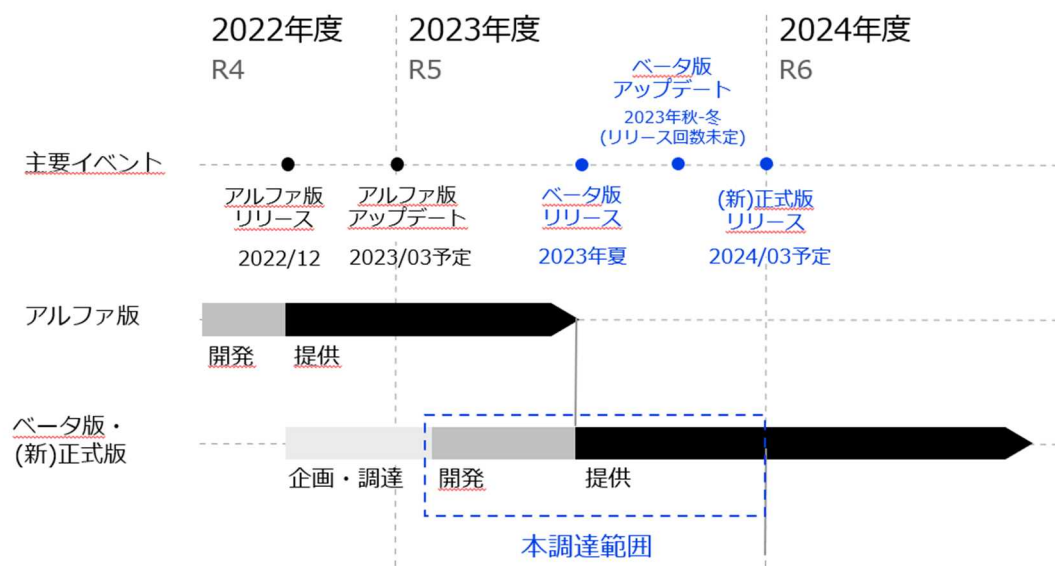 2022年度
2023年度
2024年度
R4
R5
R6
ベータ版
アップデート
2023年秋-冬
(リリース回数未定)
主要イベント
アルファ版
リリース
2022/12
アルファ版
アップデート
2023/03予定
ベータ版
リリース
2023年夏
(新)正式版
リリース
2024/03予定
アルファ版
開発
提供
ベータ版・
(新)正式版
企画・調達
開発
提供
本調達範囲